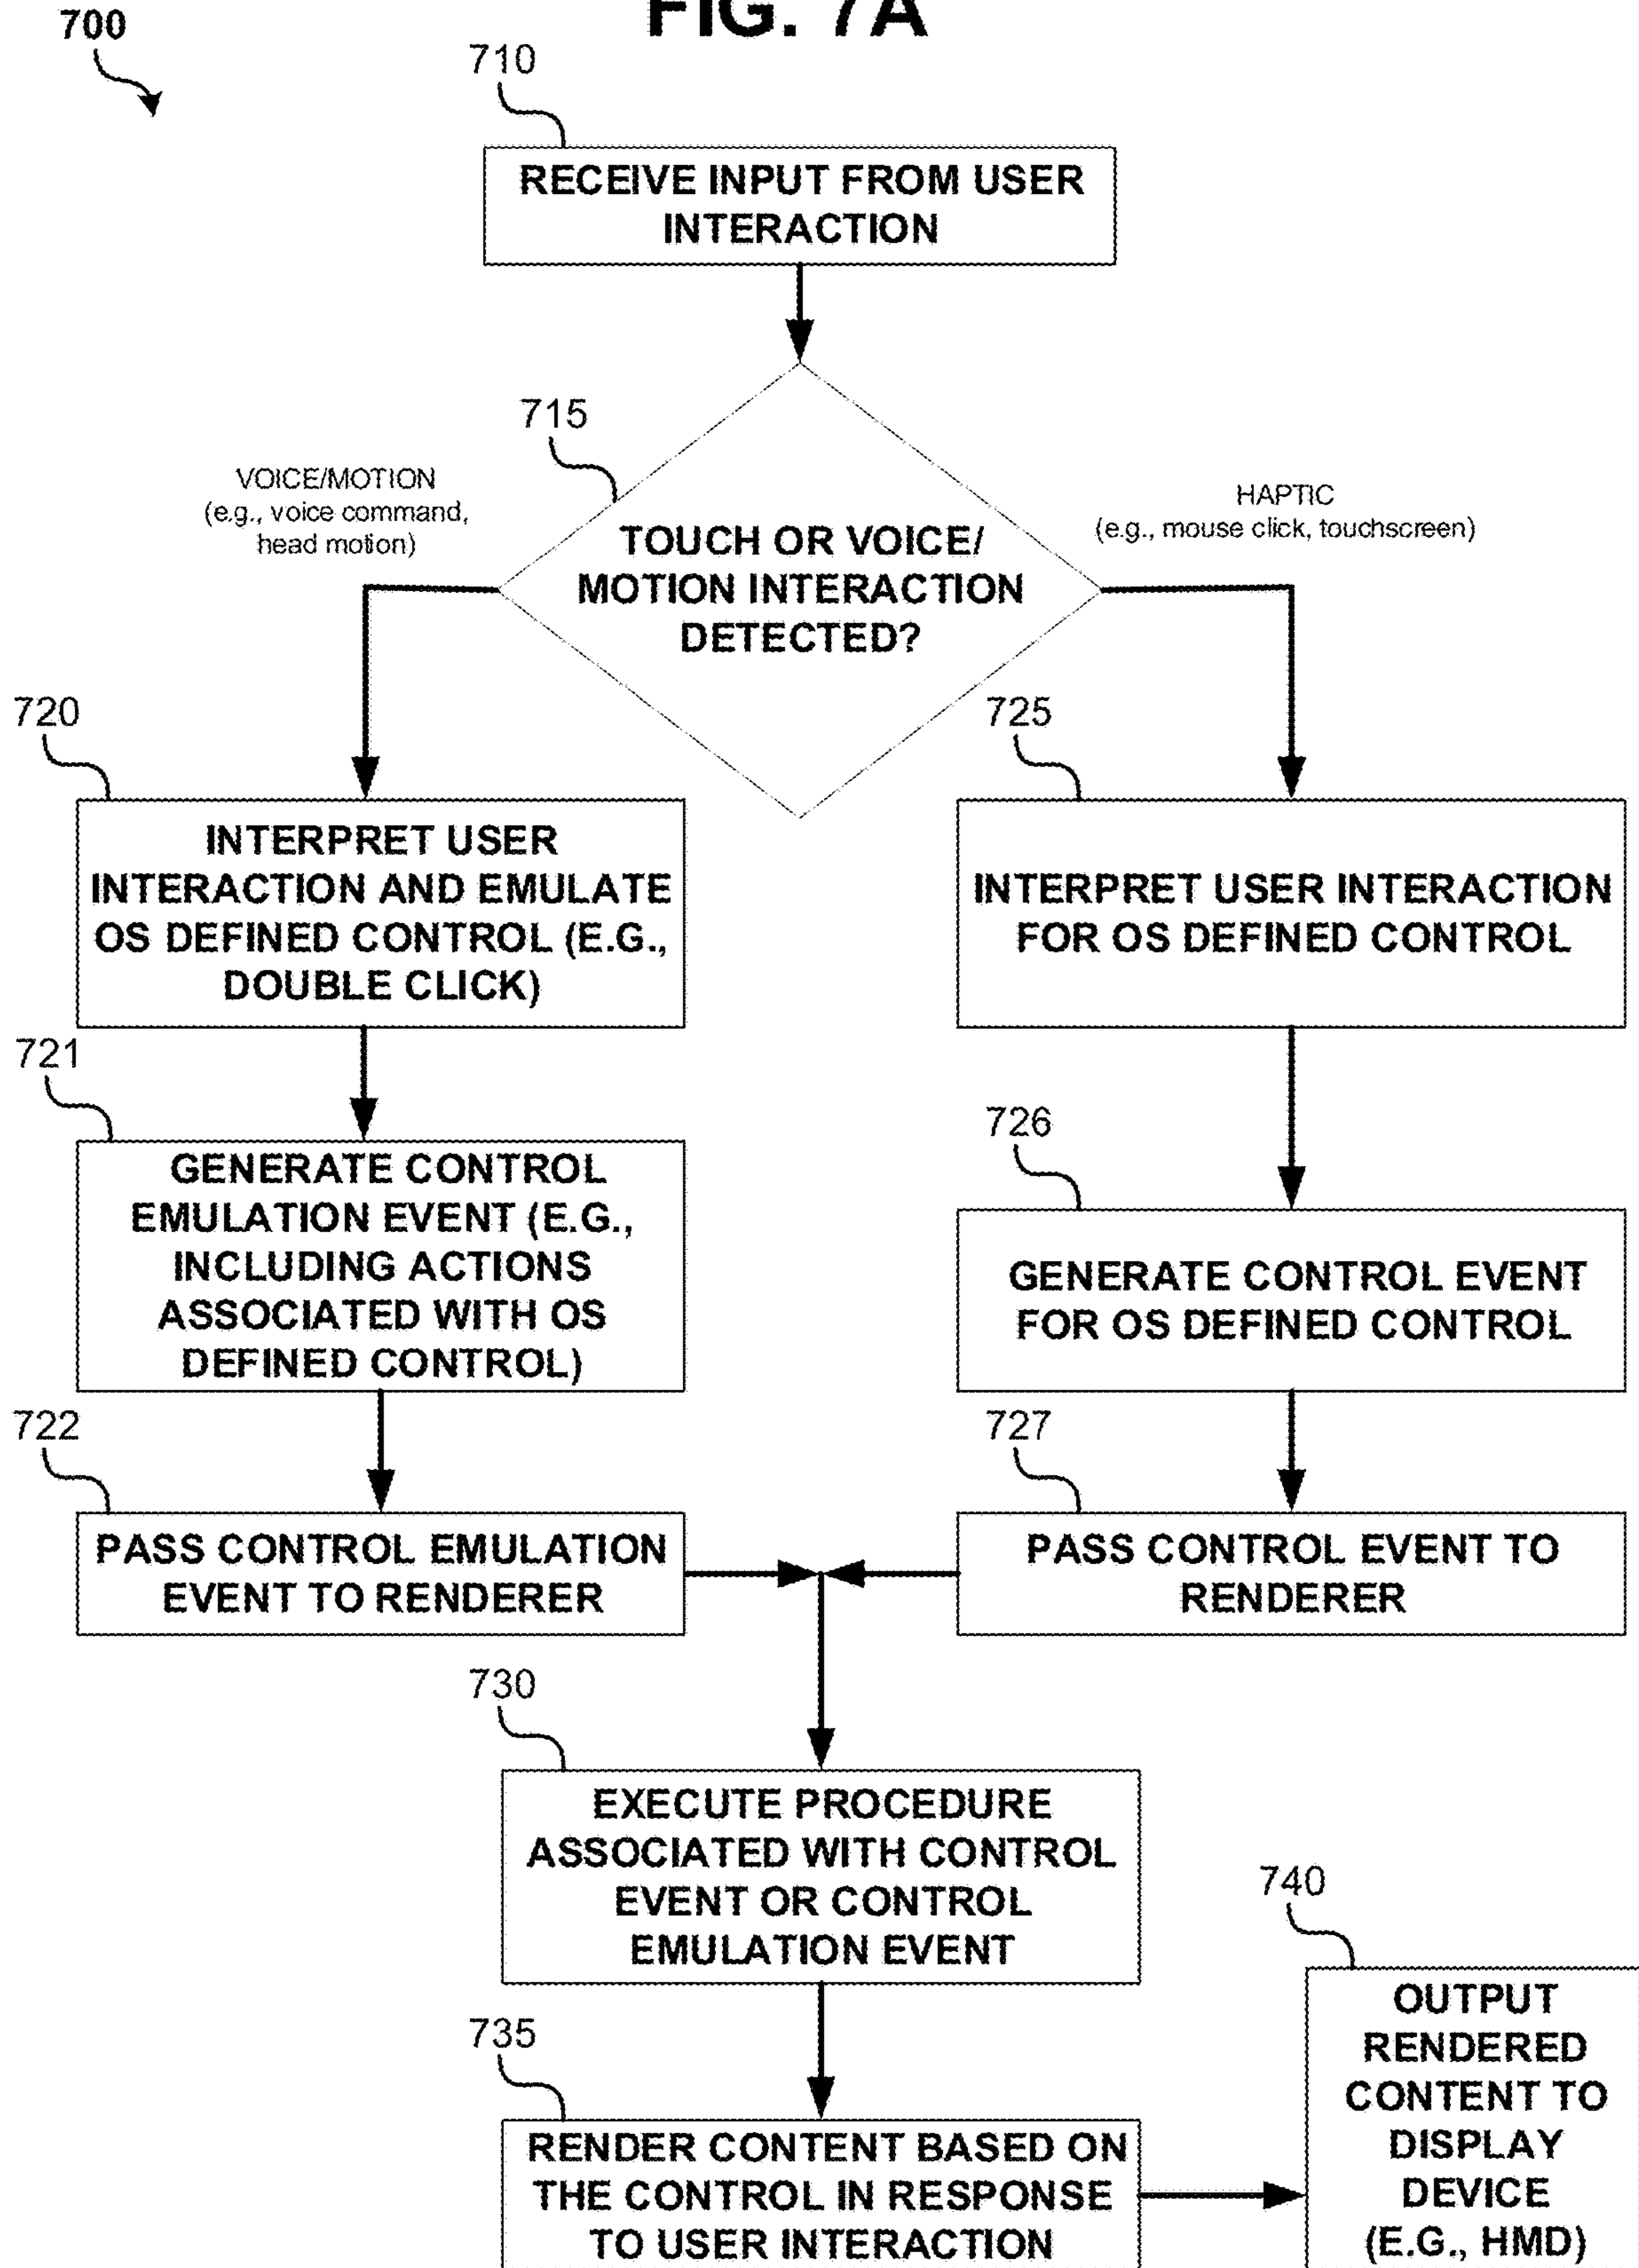 FIG. 7A
700
710
RECEIVE INPUT FROM USER
INTERACTION
715
VOICE/MOTION
(e.g., voice command,
head motion)
TOUCH OR VOICE/
MOTION INTERACTION
DETECTED?
HAPTIC
(e.g., mouse click, touchscreen)
720
INTERPRET USER
INTERACTION AND EMULATE
OS DEFINED CONTROL (E.G.,
DOUBLE CLICK)
725
INTERPRET USER INTERACTION
FOR OS DEFINED CONTROL
721
GENERATE CONTROL
EMULATION EVENT (E.G.,
INCLUDING ACTIONS
ASSOCIATED WITH OS
DEFINED CONTROL)
726
GENERATE CONTROL EVENT
FOR OS DEFINED CONTROL
722
PASS CONTROL EMULATION
EVENT TO RENDERER
727
PASS CONTROL EVENT TO
RENDERER
730
EXECUTE PROCEDURE
ASSOCIATED WITH CONTROL
EVENT OR CONTROL
EMULATION EVENT
735
RENDER CONTENT BASED ON
THE CONTROL IN RESPONSE
TO USER INTERACTION
740
OUTPUT
RENDERED
CONTENT TO
DISPLAY
DEVICE
(E.G., HMD)